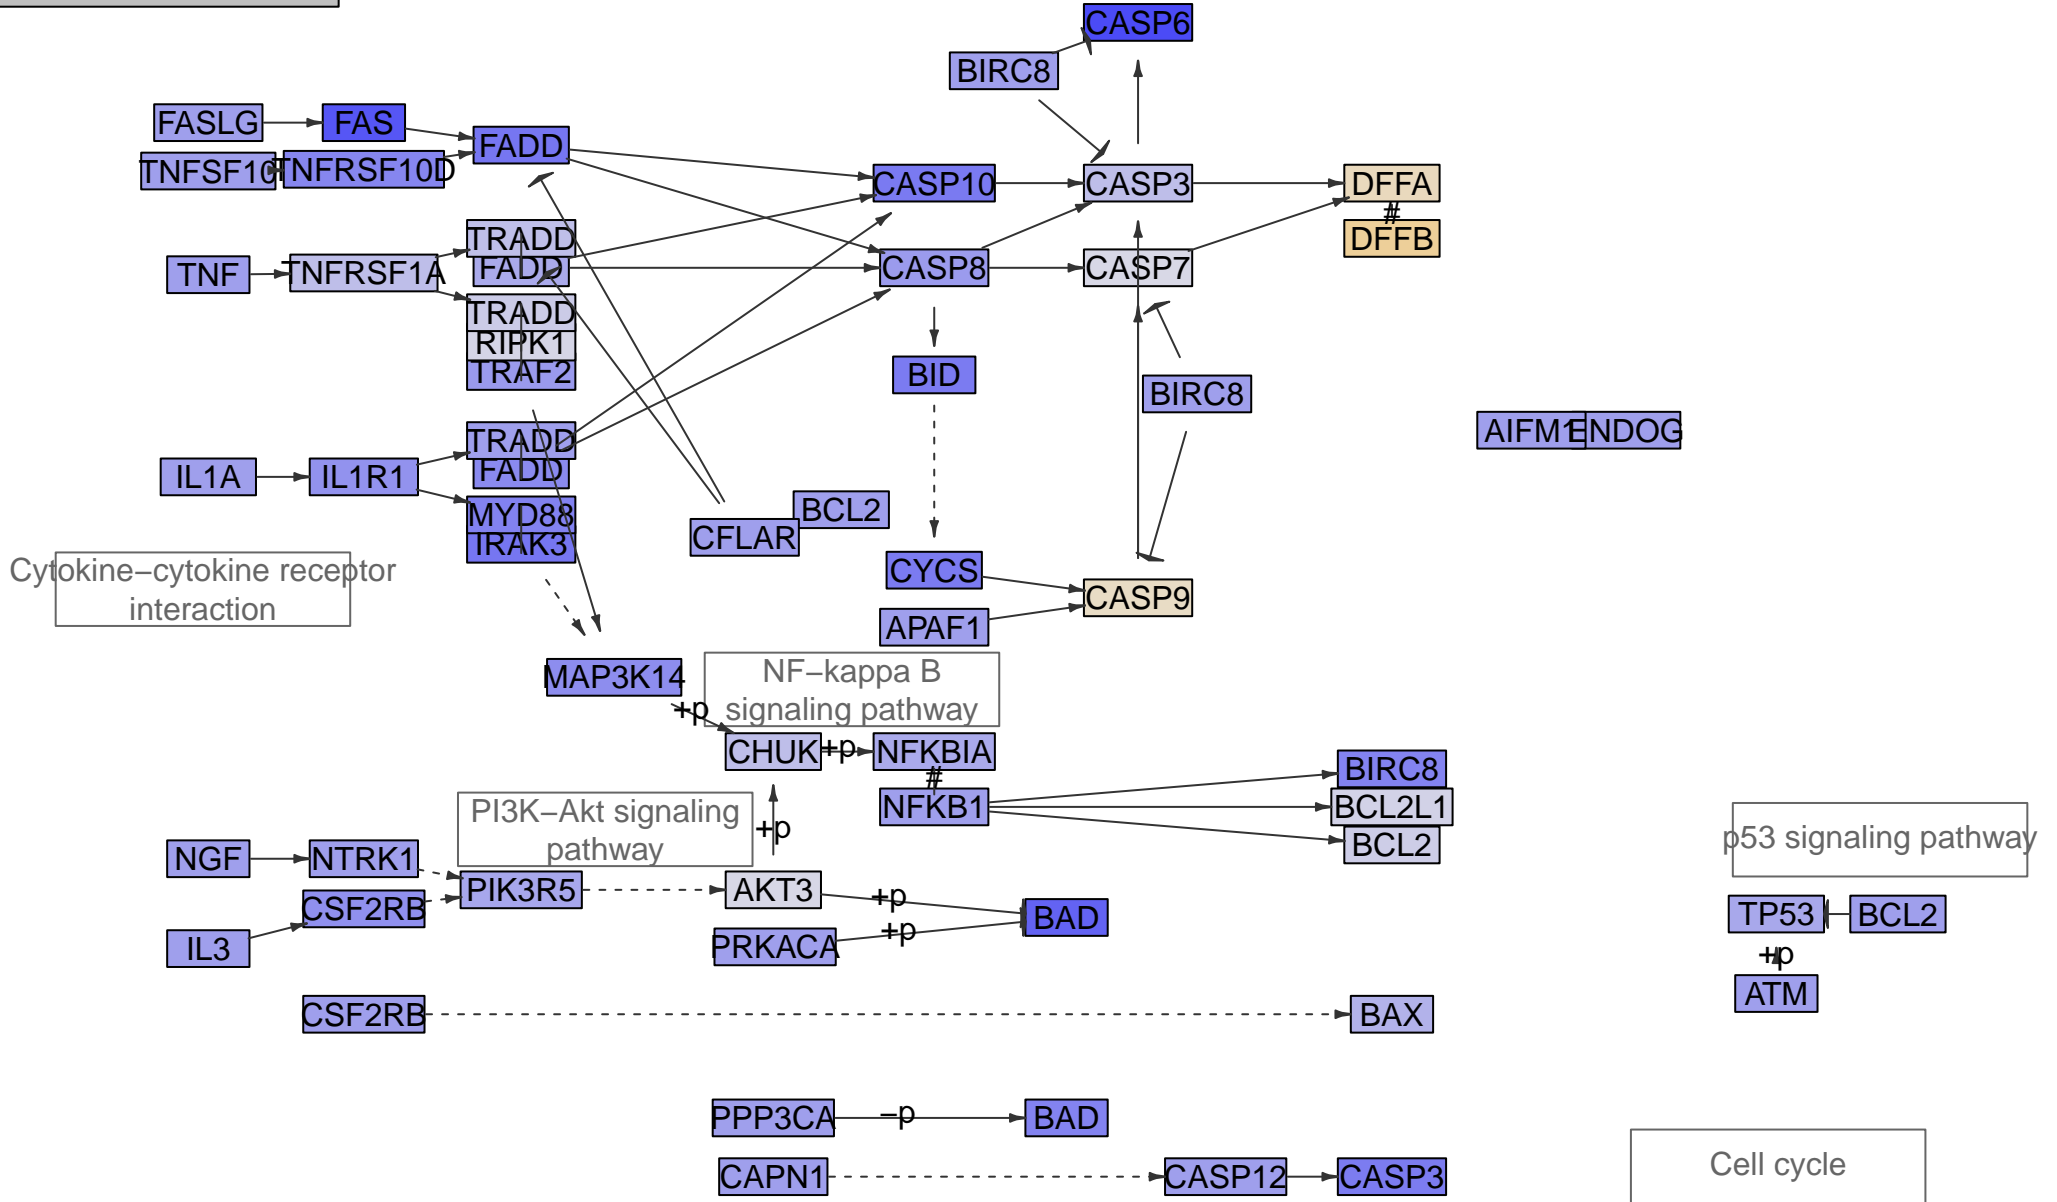 CASP6
BIRC8
FASLG
FAS
FADD
TNFSF10
TNFRSF10D
CASP10
CASP3
DFFA
#
DFFB
TRADD
FADD
TNF
TNFRSF1A
CASP8
CASP7
TRADD
RIPK1
TRAF2
BID
BIRC8
TRADD
FADD
AIFM1
ENDOG
IL1A
IL1R1
MYD88
IRAK3
BCL2
CFLAR
Cytokine–cytokine receptor
interaction
CYCS
CASP9
APAF1
MAP3K14
NF–kappa B
signaling pathway
+p
CHUK
+p
NFKBIA
#
NFKB1
BIRC8
BCL2L1
BCL2
PI3K–Akt signaling
pathway
+p
p53 signaling pathway
NGF
NTRK1
CSF2RB
PIK3R5
AKT3
+p
BAD
+p
PRKACA
IL3
TP53
BCL2
+p
ATM
CSF2RB
BAX
PPP3CA
–p
BAD
CAPN1
CASP12
CASP3
Cell cycle